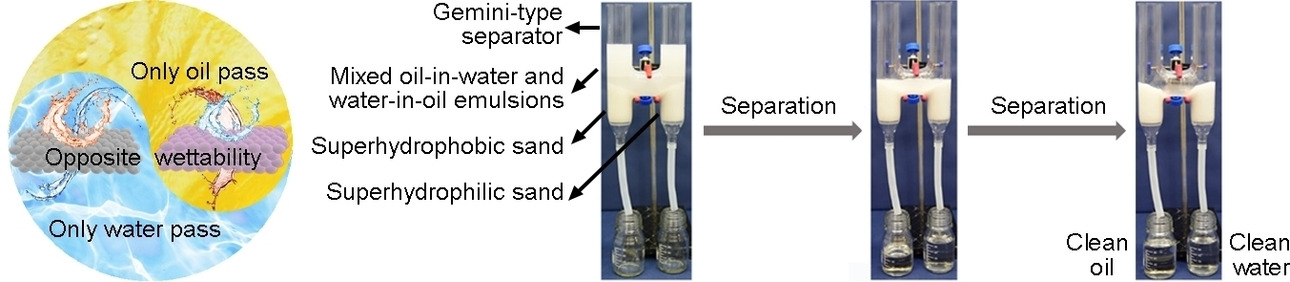 Only oil pass
Opposite wettability
Only water pass
Gemini-type
separator
Mixed oil-in-water and
water-in-oil emulsions
Superhydrophobic sand
Superhydrophilic sand
Separation
Separation
Clean
oil
Clean
water